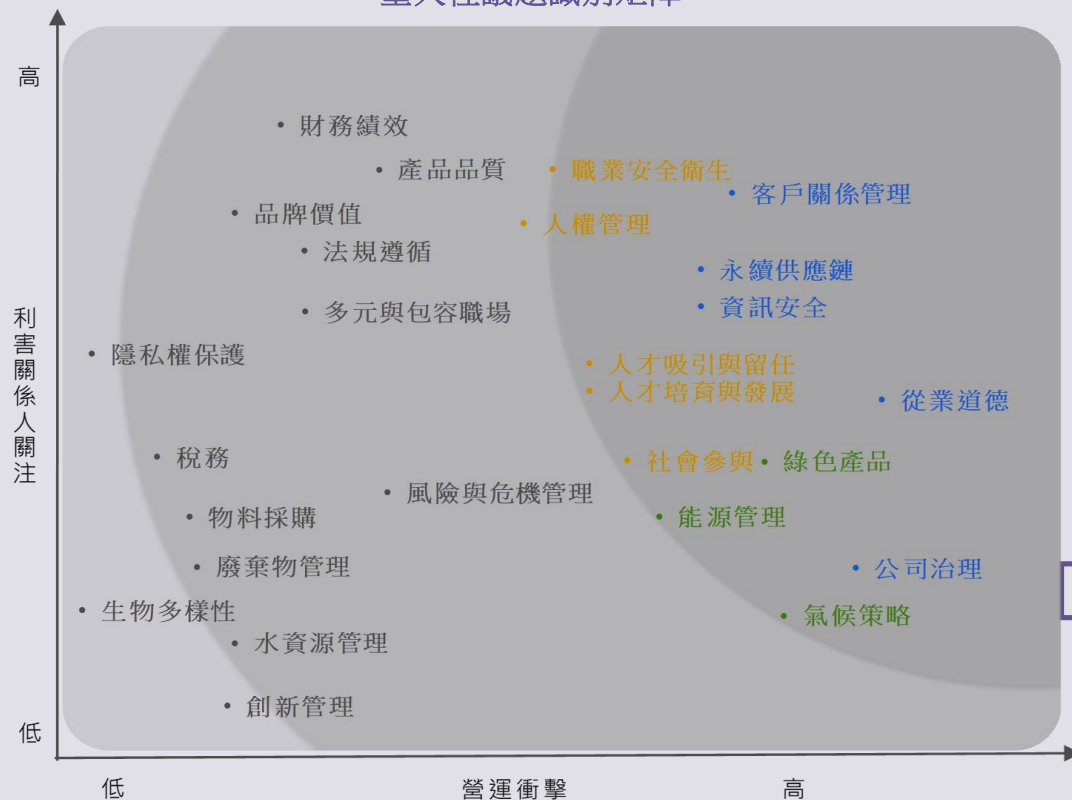 高
• 財務績效
• 產品品質
• 職業安全衛生
• 客戶關係管理
• 品牌價值
• 人權管理
• 法規遵循
• 永續供應鏈
• 資訊安全
• 多元與包容職場
利害關係人關注
• 隱私權保護
• 人才吸引與留任
• 人才培育與發展
• 從業道德
• 稅務
• 社會參與
• 綠色產品
• 風險與危機管理
• 物料採購
• 能源管理
• 廢棄物管理
• 公司治理
• 生物多樣性
• 氣候策略
• 水資源管理
• 創新管理
低
低
營運衝擊
高